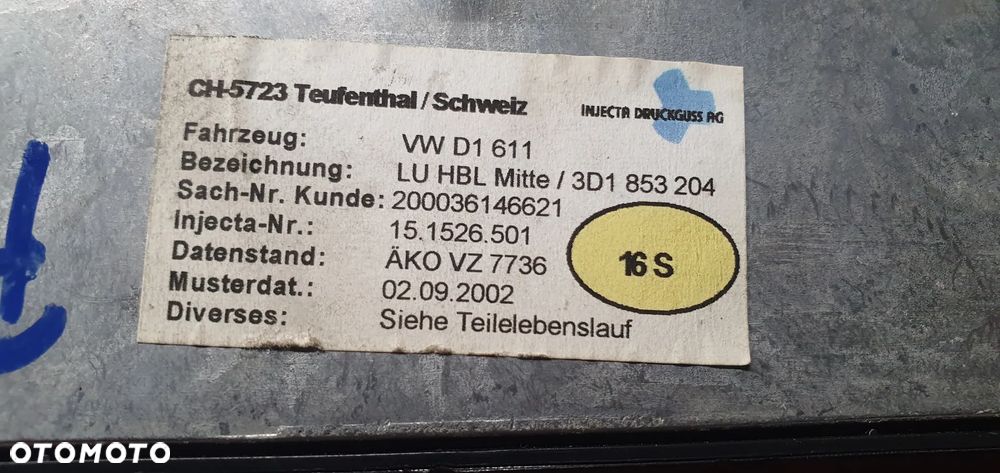 CH-5723 Teufenthal / Schweiz INJECTA DRUCKGUSS AG
Fahrzeug: VW D1 611
Bezeichnung: LU HBL Mitte / 3D1 853 204
Sach-Nr. Kunde: 200036146621
Injecta-Nr.: 15.1526.501
Datenstand: ÄKO VZ 7736
16 S
Musterdat.: 02.09.2002
Diverses: Siehe Teilelebenslauf
OTOMOTO